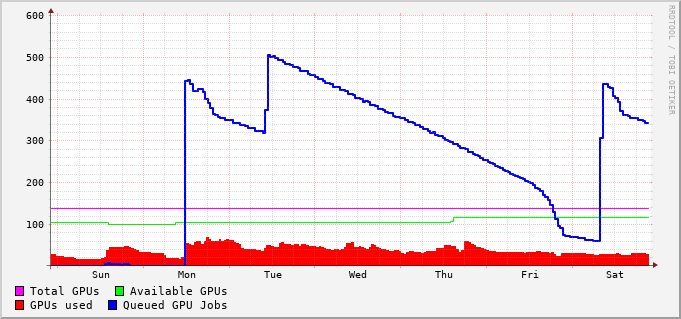 600
500
400
300
200
100
Sun Mon Tue Wed Thu Fri Sat
Total GPUs Available GPUs
GPUs used Queued GPU Jobs
RRDTOOL / TOBI OETIKER